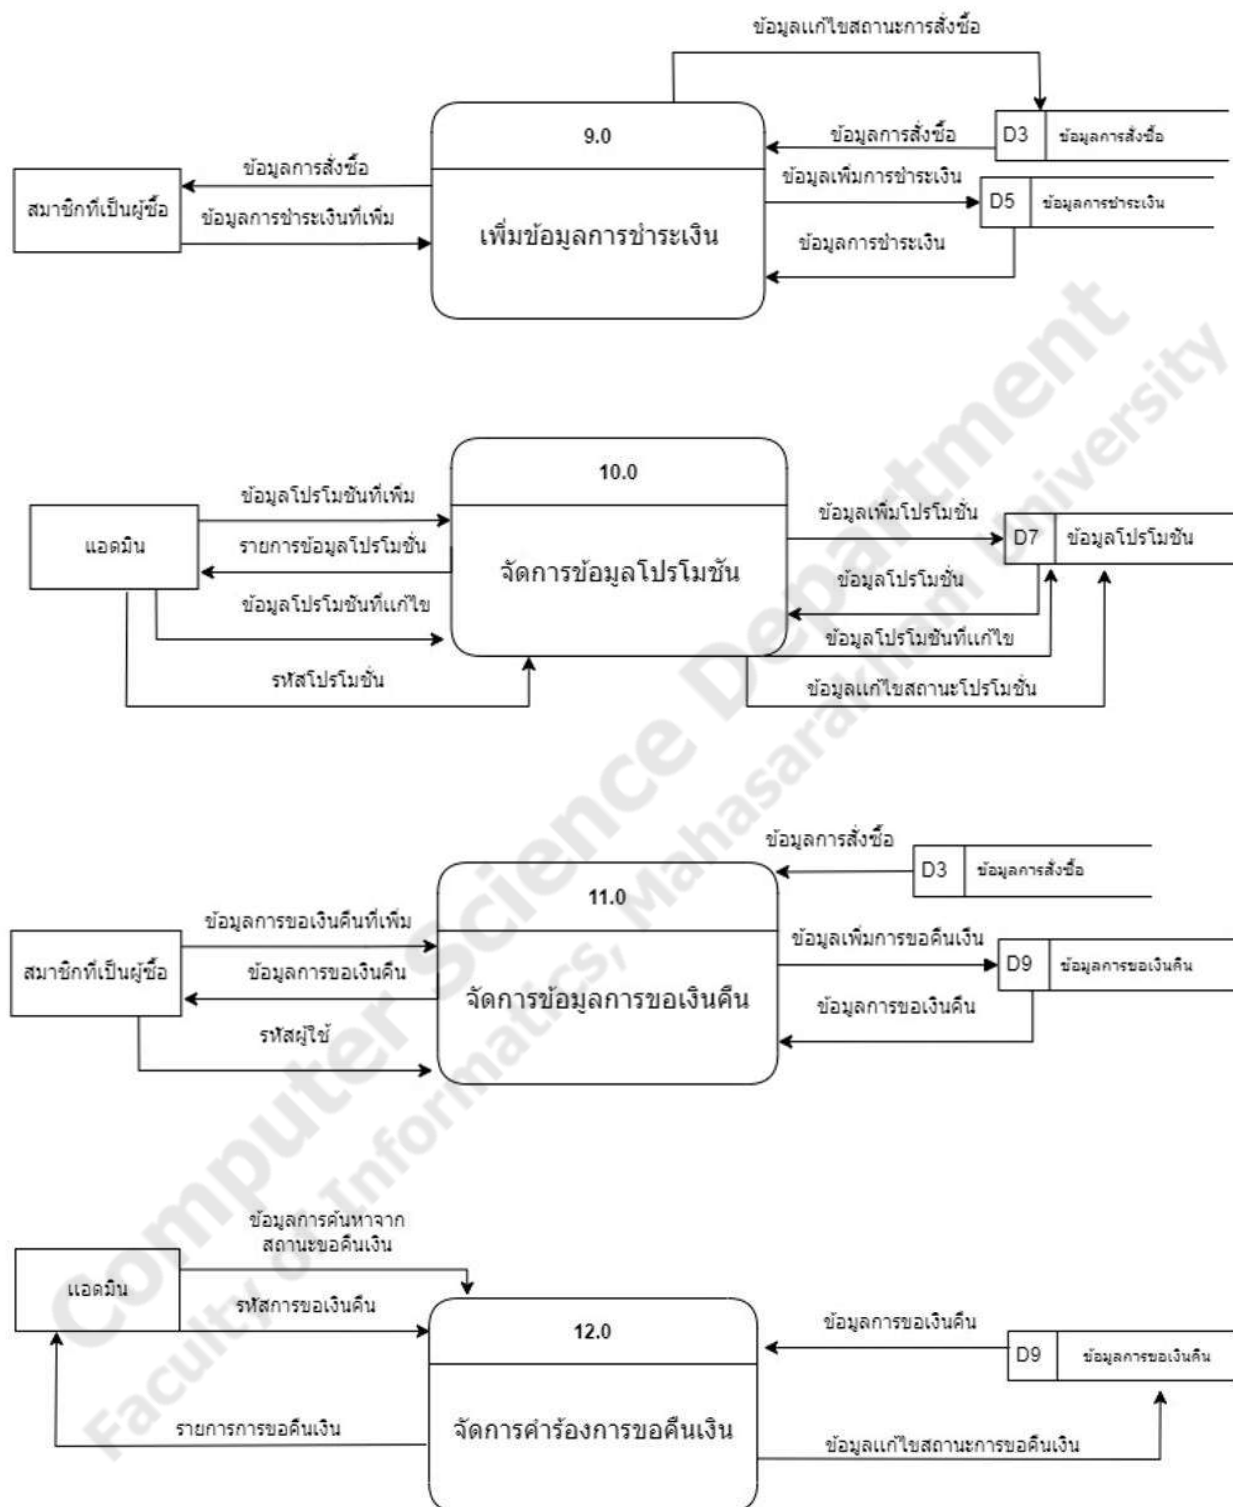 ข้อมูลแก้ไขสถานะการสั่งซื้อ
9.0
ข้อมูลการสั่งซื้อ
D3
ข้อมูลการสั่งซื้อ
ข้อมูลการสั่งซื้อ
ข้อมูลเพิ่มการชำระเงิน
สมาชิกที่เป็นผู้ซื้อ
ข้อมูลการชำระเงินที่เพิ่ม
เพิ่มข้อมูลการชำระเงิน
D5
ข้อมูลการชำระเงิน
ข้อมูลการชำระเงิน
10.0
ข้อมูลโปรโมชันที่เพิ่ม
ข้อมูลเพิ่มโปรโมชั่น
แอดมิน
รายการข้อมูลโปรโมชั่น
จัดการข้อมูลโปรโมชัน
D7
ข้อมูลโปรโมชัน
ข้อมูลโปรโมชั่น
ข้อมูลโปรโมชันที่แก้ไข
ข้อมูลโปรโมชันที่แก้ไข
รหัสโปรโมชั่น
ข้อมูลแก้ไขสถานะโปรโมชั่น
ข้อมูลการสั่งซื้อ
D3
ข้อมูลการสั่งซื้อ
11.0
ข้อมูลการขอเงินคืนที่เพิ่ม
ข้อมูลเพิ่มการขอคืนเงิน
สมาชิกที่เป็นผู้ซื้อ
ข้อมูลการขอเงินคืน
จัดการข้อมูลการขอเงินคืน
D9
ข้อมูลการขอเงินคืน
ข้อมูลการขอเงินคืน
รหัสผู้ใช้
ข้อมูลการค้นหาจาก
สถานะขอคืนเงิน
แอดมิน
รหัสการขอเงินคืน
12.0
ข้อมูลการขอเงินคืน
D9
ข้อมูลการขอเงินคืน
รายการการขอคืนเงิน
จัดการคำร้องการขอคืนเงิน
ข้อมูลแก้ไขสถานะการขอคืนเงิน
Computer Science Department
Faculty of Informatics, Mahasarakham University